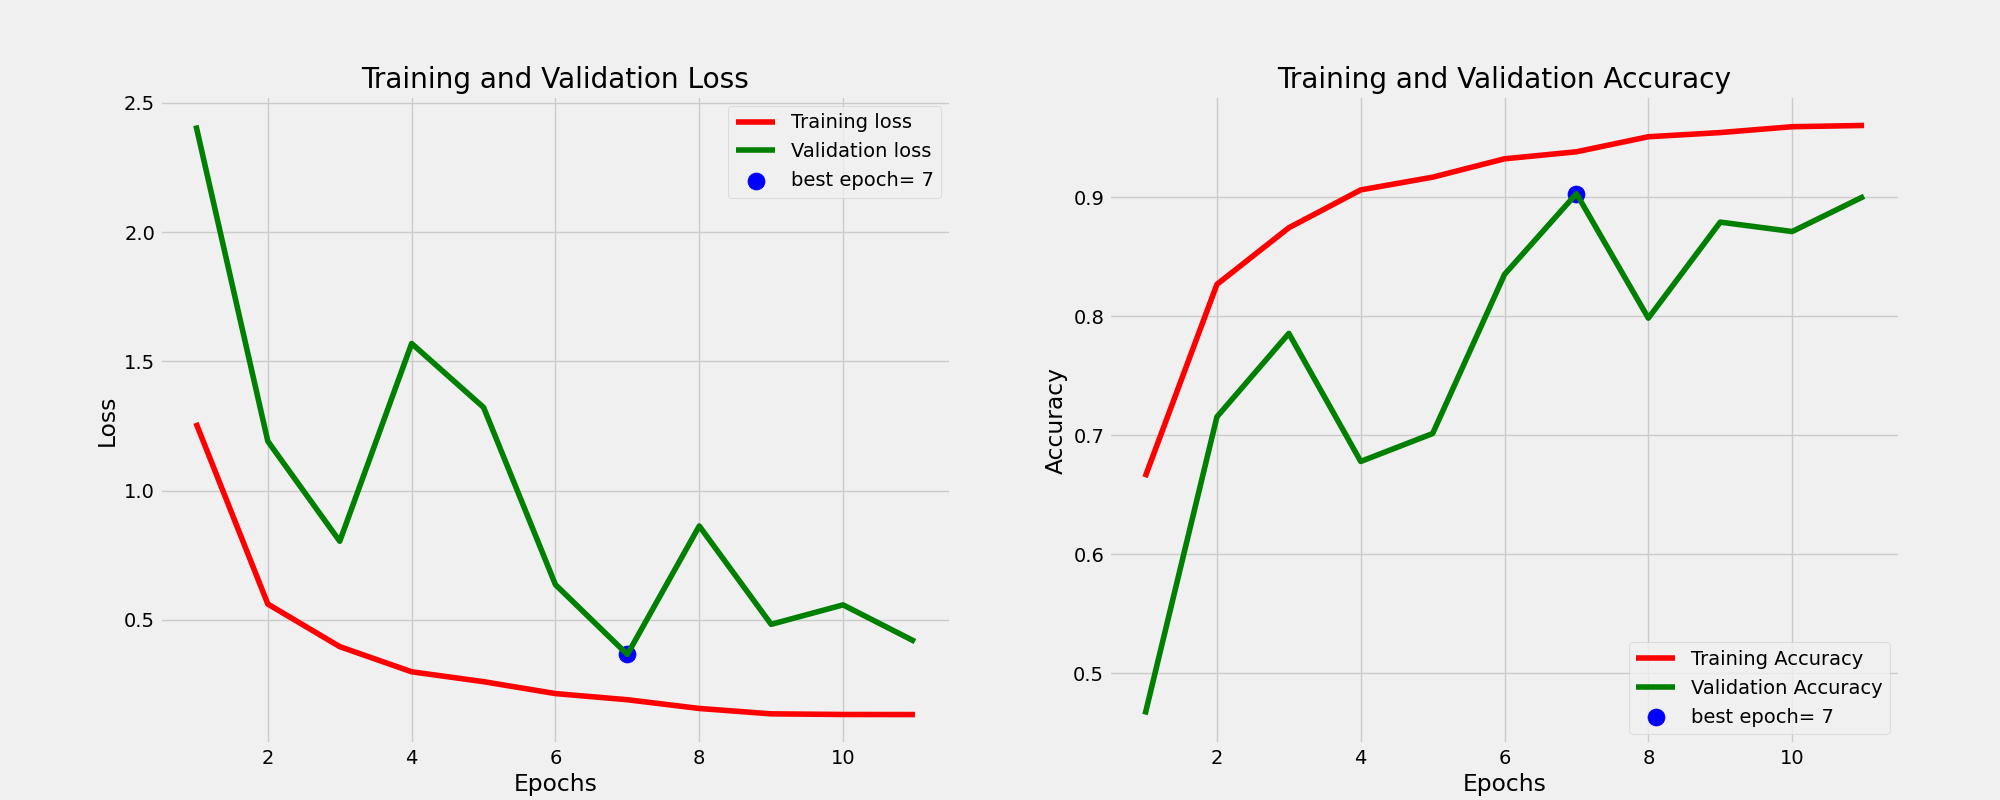 Training and Validation Loss
2.5
2.0
1.5
1.0
0.5
Loss
Training loss
Validation loss
best epoch= 7
2 4 6 8 10
Epochs
Training and Validation Accuracy
0.9
0.8
0.7
0.6
0.5
Accuracy
Training Accuracy
Validation Accuracy
best epoch= 7
2 4 6 8 10
Epochs